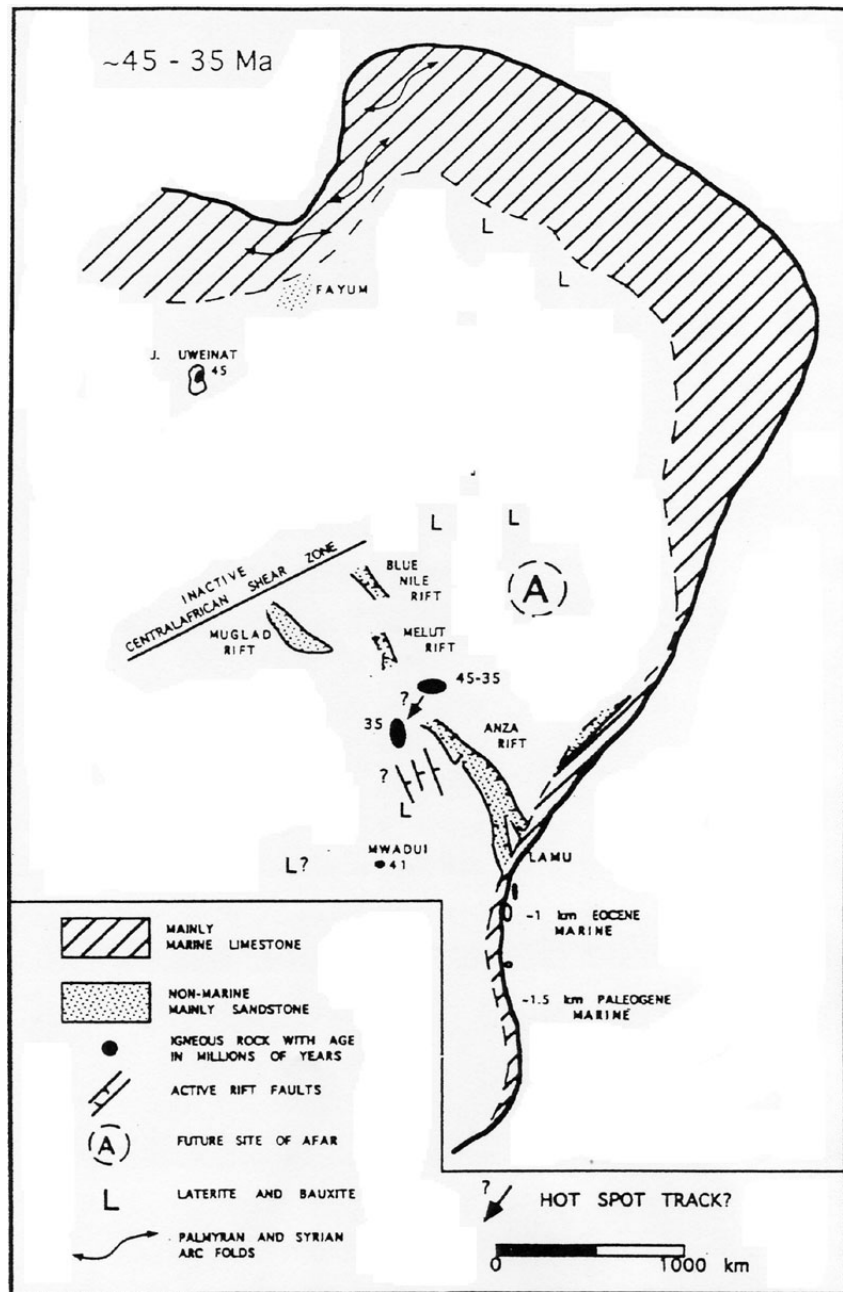 ~45 - 35 Ma
L
L
FAYUM
J. UWEINAT
45
L
L
INACTIVE
CENTRALAFRICAN SHEAR ZONE
BLUE
NILE
RIFT
A
MUGLAD
RIFT
MELUT
RIFT
?
45-35
35
ANZA
RIFT
?
L
MWADUI
41
L?
LAMU
~1 km EOCENE
MARINE
~1.5 km PALEOGENE
MARINE
MAINLY
MARINE LIMESTONE
NON-MARINE
MAINLY SANDSTONE
IGNEOUS ROCK WITH AGE
IN MILLIONS OF YEARS
ACTIVE RIFT FAULTS
A
FUTURE SITE OF AFAR
L
LATERITE AND BAUXITE
PALMYRAN AND SYRIAN
ARC FOLDS
?
HOT SPOT TRACK?
0
1000 km